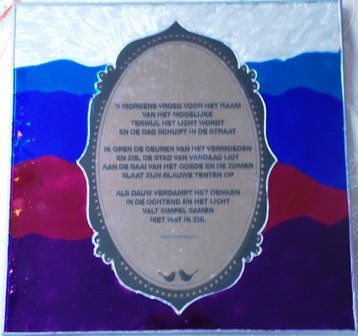 'S MORGENS VROEG VOOR HET RAAM
VAN HET MOGELIJKE
TERWIJL HET LICHT WORDT
EN DE DAG SCHUIFT IN DE STRAAT
IK OPEN DE DEUREN VAN HET VERMOEDEN
EN ZIE, DE STAD VAN VANDAAG LIGT
AAN DE BAAI VAN HET GOEDE EN DE ZOMER
SLAAT ZIJN BLAUWE TENTEN OP
ALS DAUW VERDAMPT HET DENKEN
IN DE OCHTEND EN HET LICHT
VALT SIMPEL SAMEN
MET WAT IK ZIE.